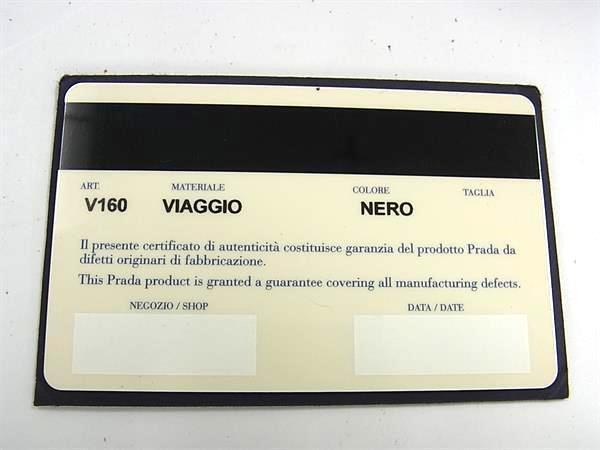 ART. MATERIALE COLORE TAGLIA
V160 VIAGGIO NERO
Il presente certificato di autenticità costituisce garanzia del prodotto Prada da
difetti originari di fabbricazione.
This Prada product is granted a guarantee covering all manufacturing defects.
NEGOZIO / SHOP DATA / DATE